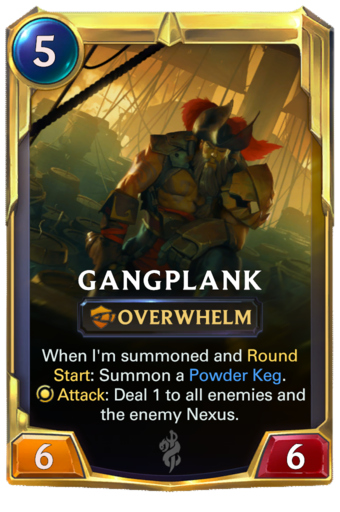 5
GANGPLANK
OVERWHELM
When I'm summoned and Round
Start: Summon a Powder Keg.
Attack: Deal 1 to all enemies and
the enemy Nexus.
6
6